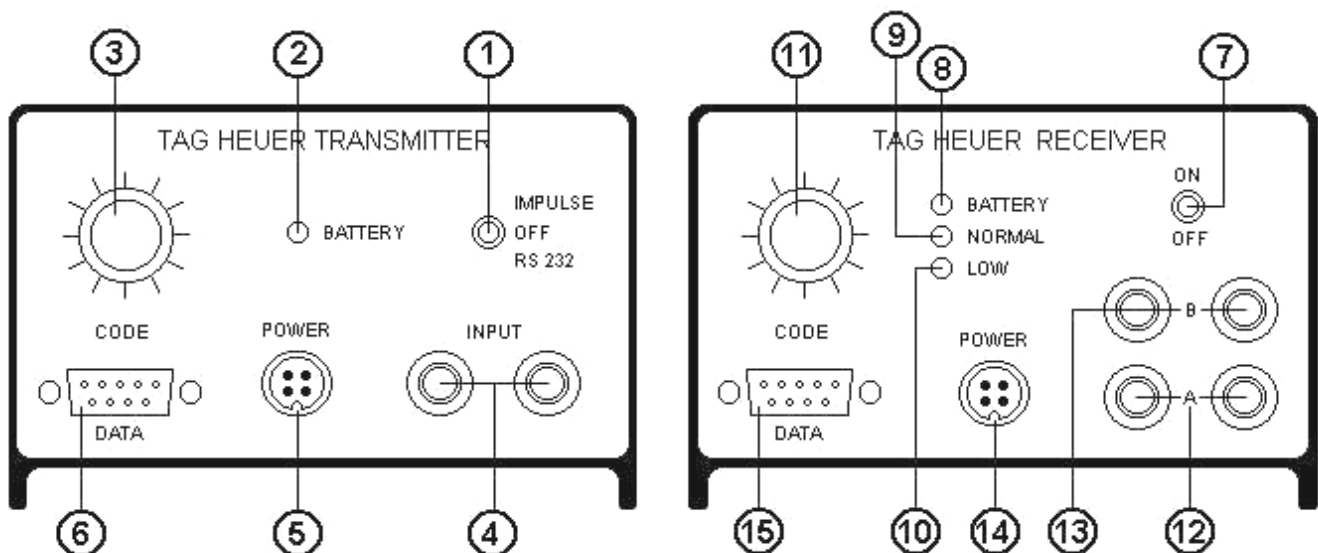 3 2 1 11 9 8 7
TAG HEUER TRANSMITTER
IMPULSE
BATTERY OFF
RS 232
CODE POWER INPUT
DATA
6 5 4
TAG HEUER RECEIVER
ON
BATTERY
NORMAL OFF
LOW
B
CODE POWER
A
DATA
15 10 14 13 12